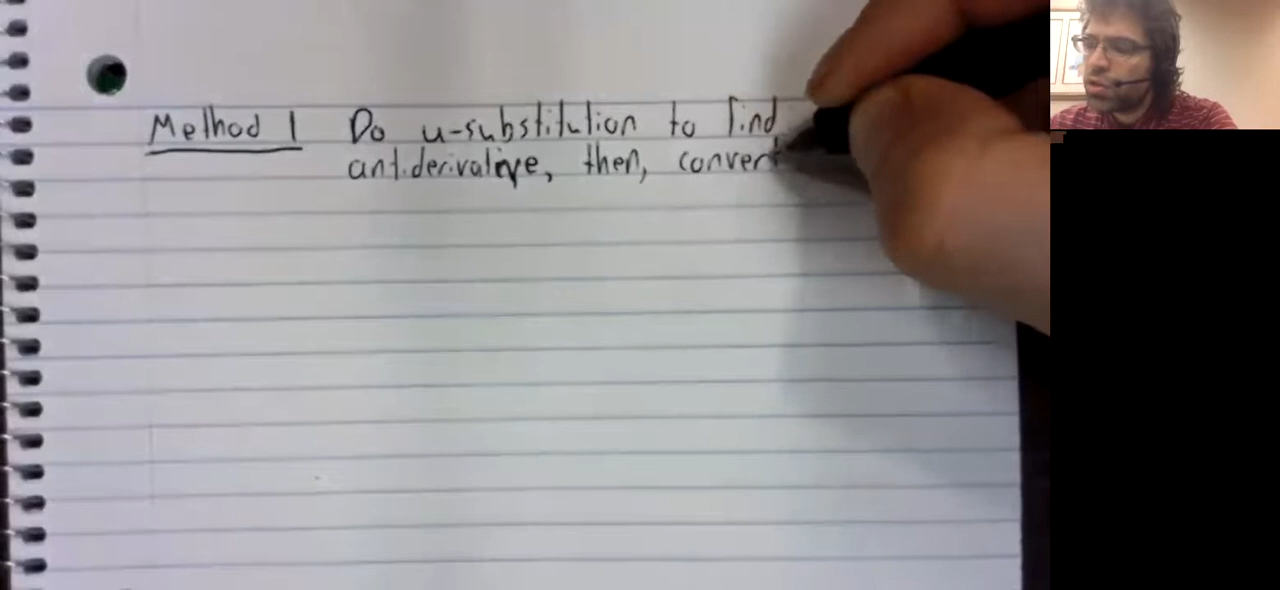 Method 1 Do u-substitution to find
antiderivative, then, convert